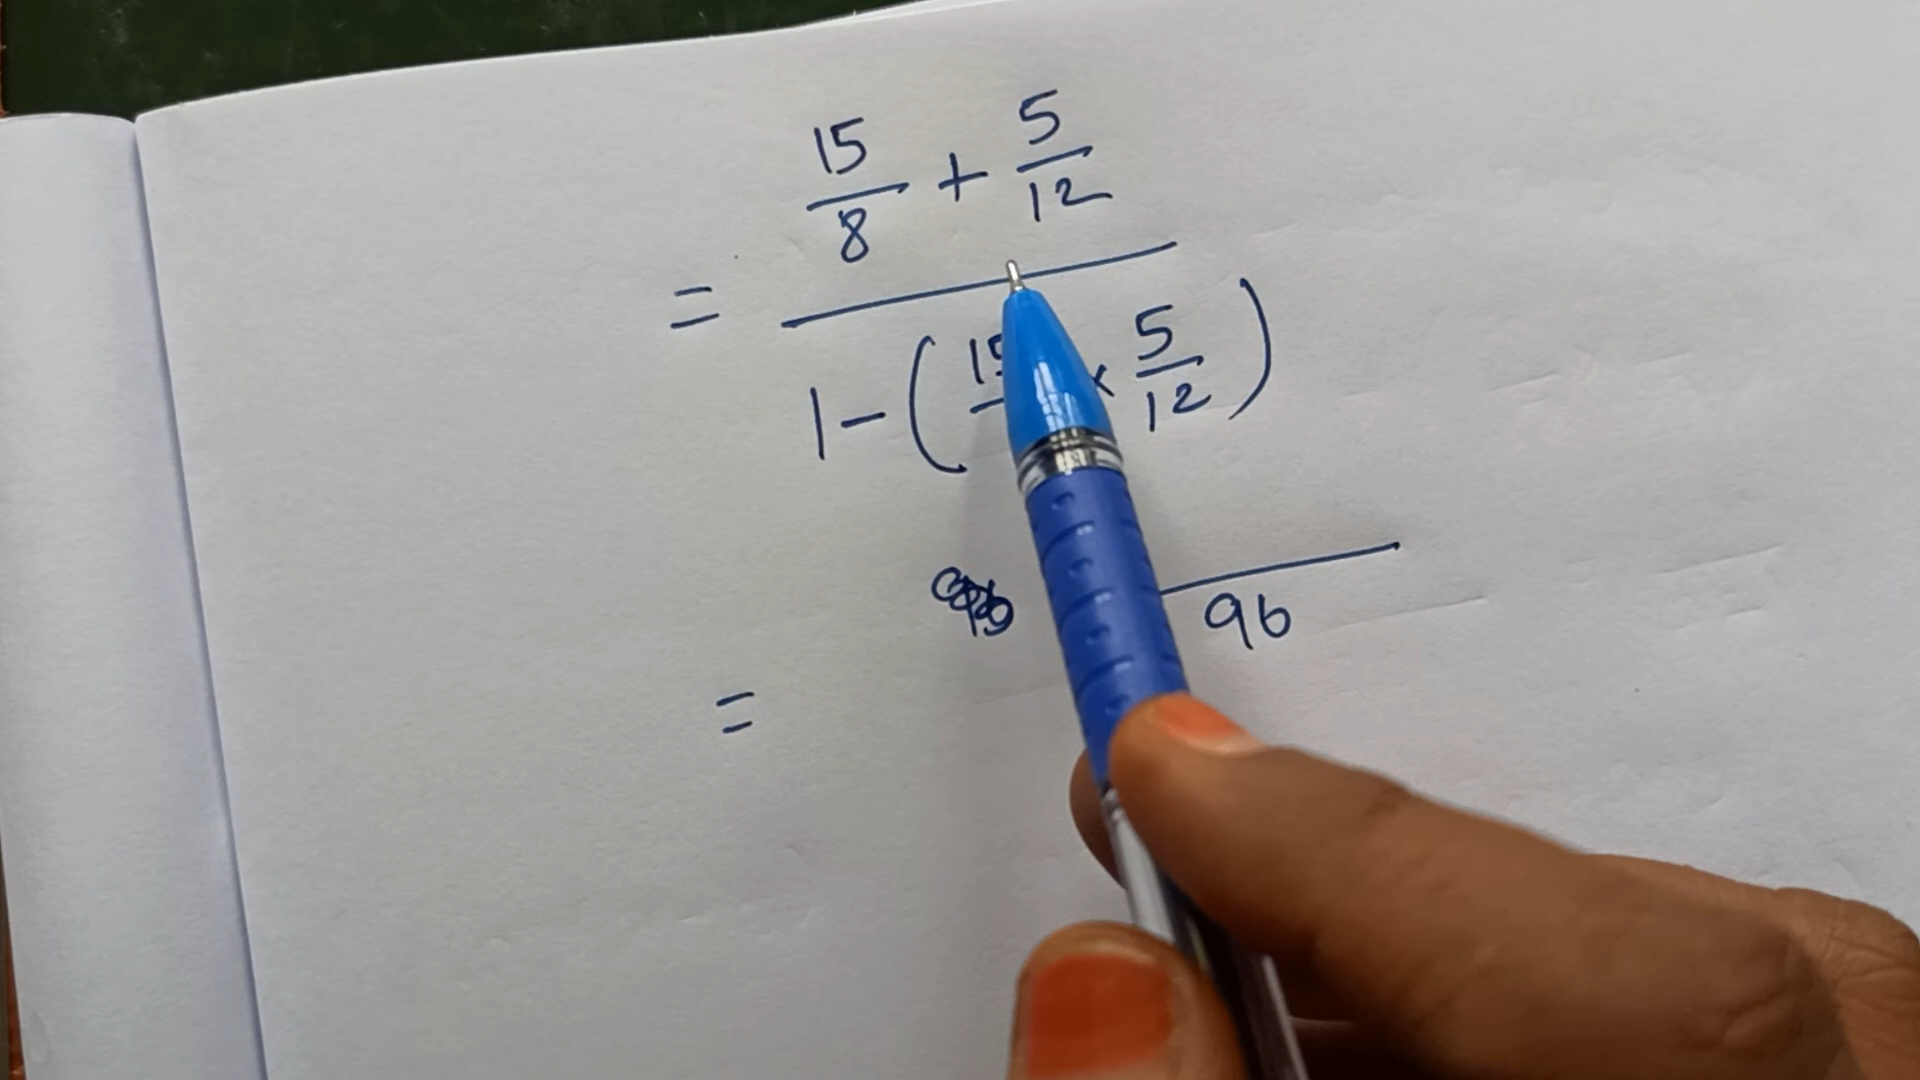 15/8 + 5/12
=
1 - ( 15 × 5/12 )
96
=